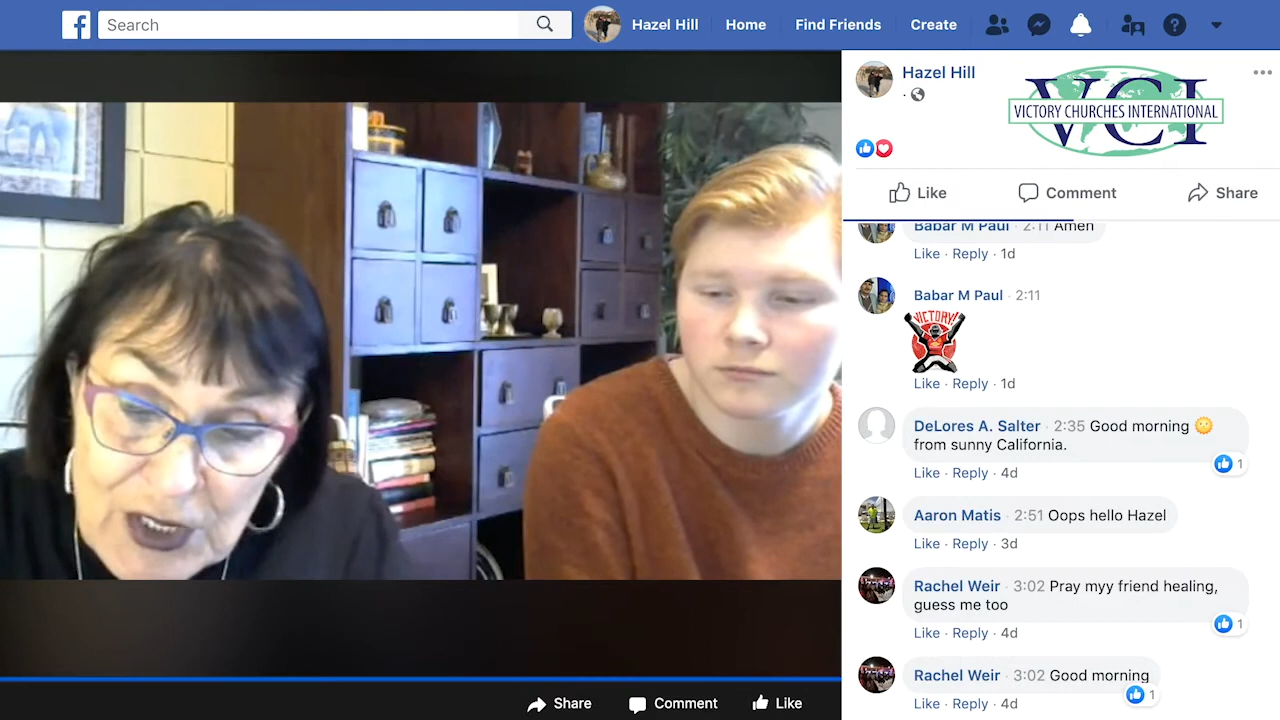 Search
Hazel Hill
Home
Find Friends
Create
Hazel Hill
VCI
VICTORY CHURCHES INTERNATIONAL
Like
Comment
Share
Babar M Paul · 2:11 Amen
Like · Reply · 1d
Babar M Paul · 2:11
VICTORY!
Like · Reply · 1d
DeLores A. Salter · 2:35 Good morning 🌞
from sunny California.
1
Like · Reply · 4d
Aaron Matis · 2:51 Oops hello Hazel
Like · Reply · 3d
Rachel Weir · 3:02 Pray myy friend healing,
guess me too
1
Like · Reply · 4d
Rachel Weir · 3:02 Good morning
1
Like · Reply · 4d
Share
Comment
Like